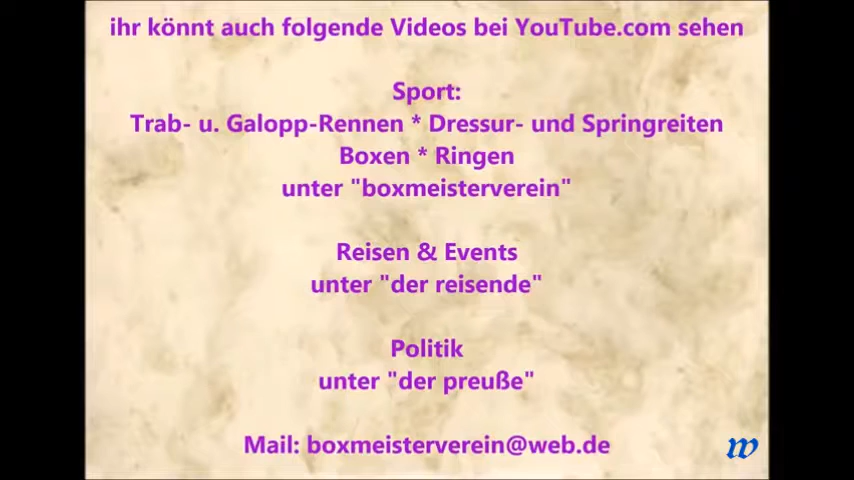 ihr könnt auch folgende Videos bei YouTube.com sehen
Sport:
Trab- u. Galopp-Rennen * Dressur- und Springreiten
Boxen * Ringen
unter "boxmeisterverein"
Reisen & Events
unter "der reisende"
Politik
unter "der preuße"
Mail: boxmeisterverein@web.de
w